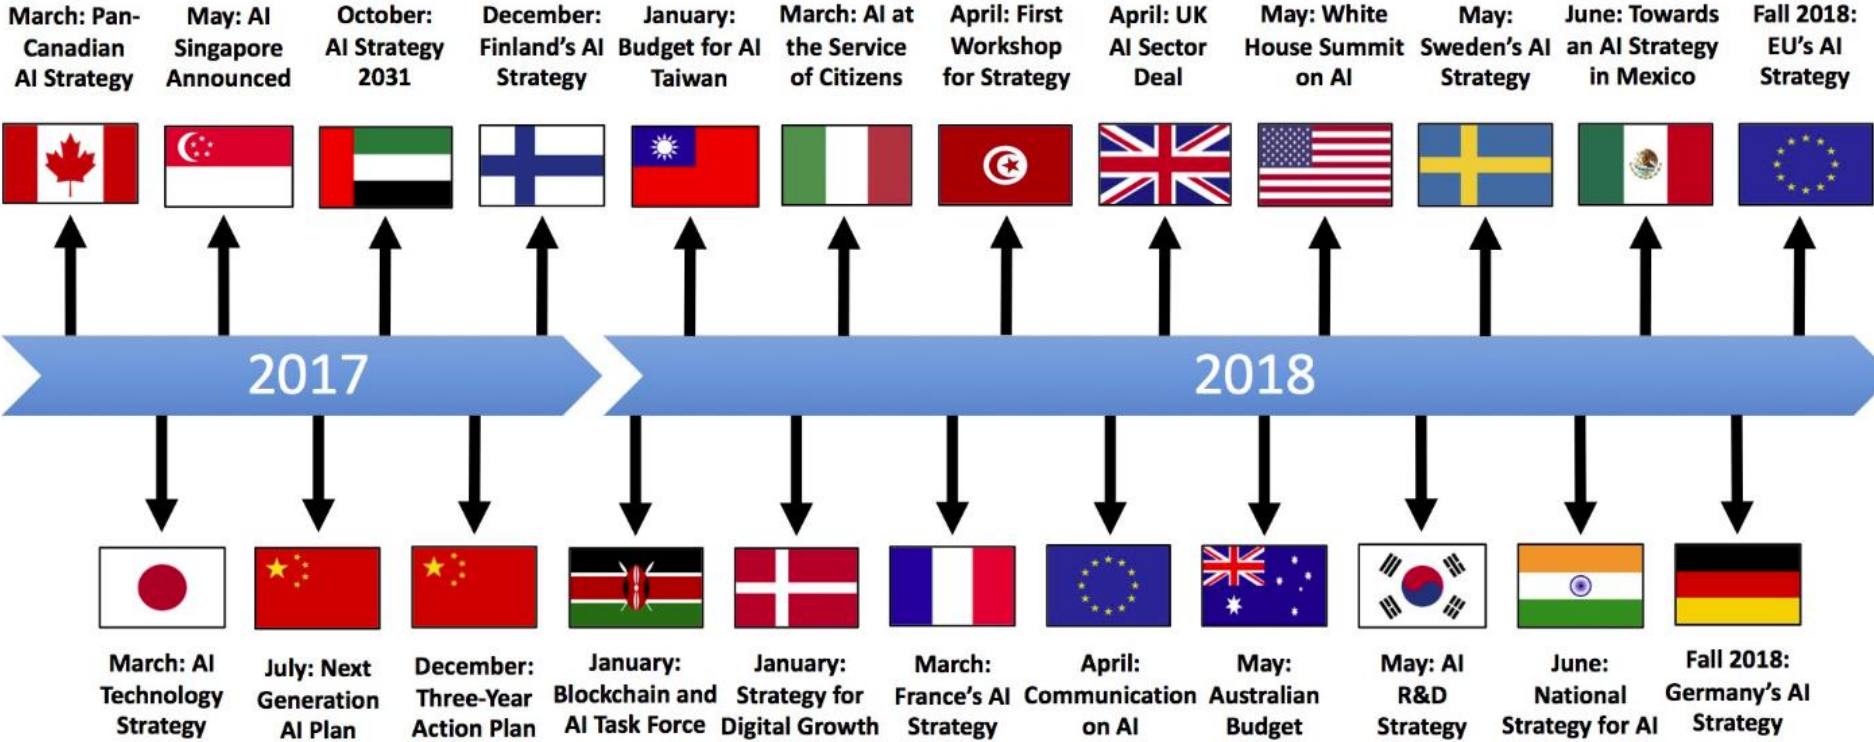 March: Pan-
Canadian
AI Strategy
May: AI
Singapore
Announced
October:
AI Strategy
2031
December:
Finland's AI
Strategy
January:
Budget for AI
Taiwan
March: AI at
the Service
of Citizens
April: First
Workshop
for Strategy
April: UK
AI Sector
Deal
May: White
House Summit
on AI
May:
Sweden's AI
Strategy
June: Towards
an AI Strategy
in Mexico
Fall 2018:
EU's AI
Strategy
2017
2018
March: AI
Technology
Strategy
July: Next
Generation
AI Plan
December:
Three-Year
Action Plan
January:
Blockchain and
AI Task Force
January:
Strategy for
Digital Growth
March:
France's AI
Strategy
April:
Communication
on AI
May:
Australian
Budget
May: AI
R&D
Strategy
June:
National
Strategy for AI
Fall 2018:
Germany's AI
Strategy